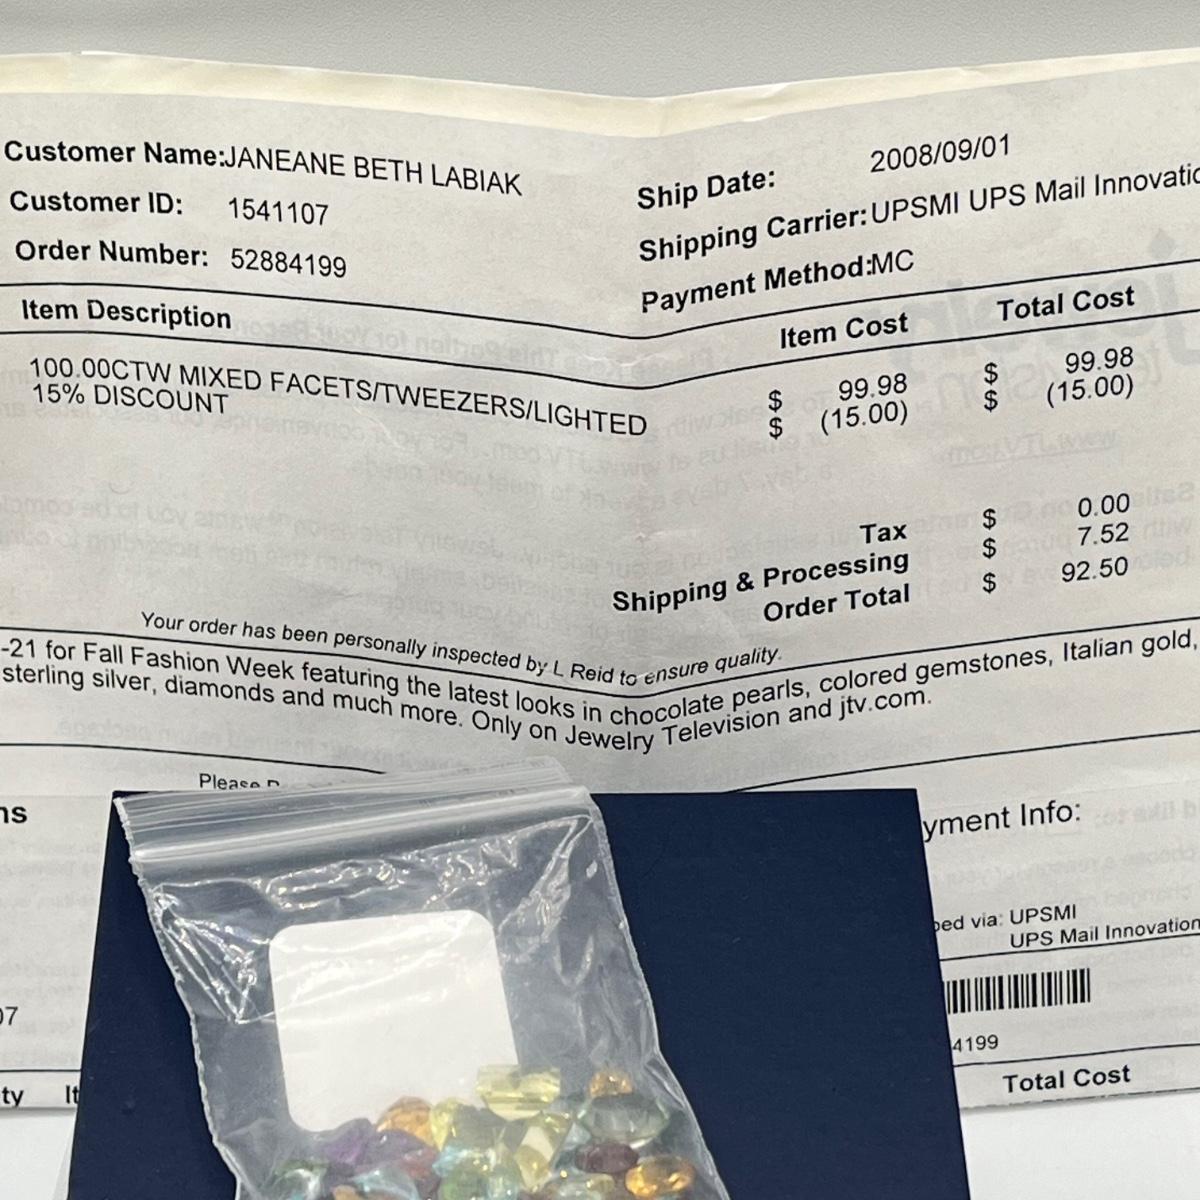 Customer Name:JANEANE BETH LABIAK
Customer ID: 1541107
Order Number: 52884199
Ship Date: 2008/09/01
Shipping Carrier:UPSMI UPS Mail Innovatio
Payment Method:MC
Item Description Item Cost Total Cost
100.00CTW MIXED FACETS/TWEEZERS/LIGHTED $ 99.98 $ 99.98
15% DISCOUNT $ (15.00) $ (15.00)
Tax $ 0.00
Shipping & Processing $ 7.52
Order Total $ 92.50
Your order has been personally inspected by L Reid to ensure quality.
-21 for Fall Fashion Week featuring the latest looks in chocolate pearls, colored gemstones, Italian gold,
sterling silver, diamonds and much more. Only on Jewelry Television and jtv.com.
Please
ns
yment Info:
ped via: UPSMI
UPS Mail Innovation
07
4199
ty It
Total Cost